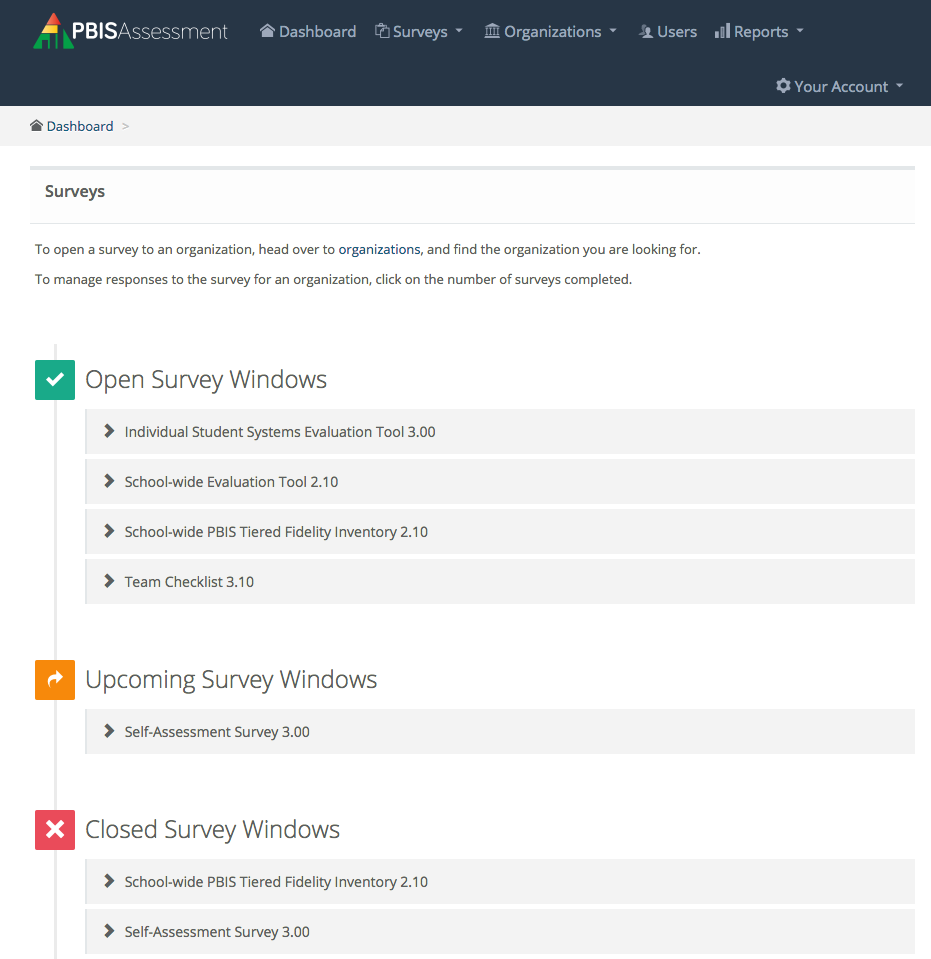 PBISAssessment Dashboard Surveys Organizations Users Reports
Your Account
Dashboard >
Surveys
To open a survey to an organization, head over to organizations, and find the organization you are looking for.
To manage responses to the survey for an organization, click on the number of surveys completed.
Open Survey Windows
Individual Student Systems Evaluation Tool 3.00
School-wide Evaluation Tool 2.10
School-wide PBIS Tiered Fidelity Inventory 2.10
Team Checklist 3.10
Upcoming Survey Windows
Self-Assessment Survey 3.00
Closed Survey Windows
School-wide PBIS Tiered Fidelity Inventory 2.10
Self-Assessment Survey 3.00